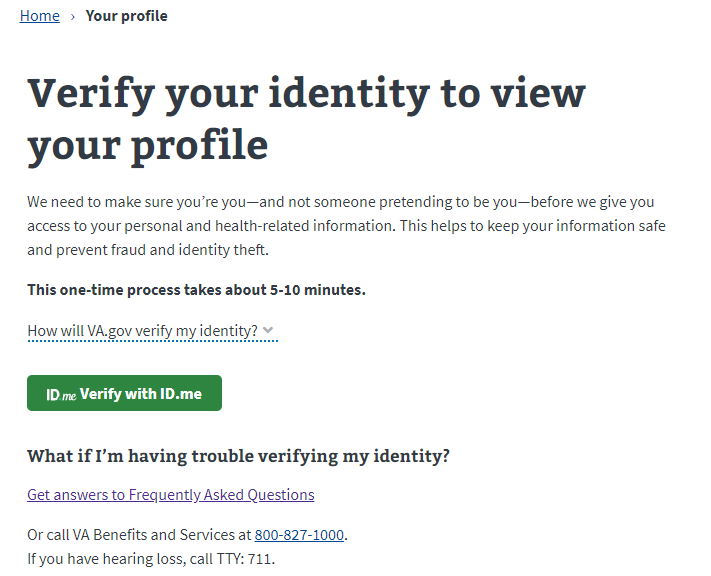 Home › Your profile
Verify your identity to view
your profile
We need to make sure you’re you—and not someone pretending to be you—before we give you
access to your personal and health-related information. This helps to keep your information safe
and prevent fraud and identity theft.
This one-time process takes about 5-10 minutes.
How will VA.gov verify my identity?
ID.me Verify with ID.me
What if I’m having trouble verifying my identity?
Get answers to Frequently Asked Questions
Or call VA Benefits and Services at 800-827-1000.
If you have hearing loss, call TTY: 711.